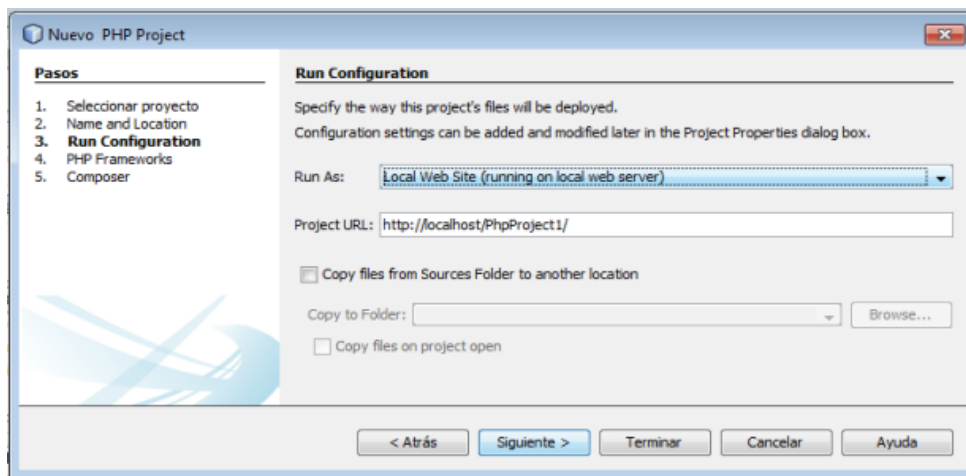 Nuevo PHP Project
Pasos
1. Seleccionar proyecto
2. Name and Location
3. Run Configuration
4. PHP Frameworks
5. Composer
Run Configuration
Specify the way this project's files will be deployed.
Configuration settings can be added and modified later in the Project Properties dialog box.
Run As: Local Web Site (running on local web server)
Project URL: http://localhost/PhpProject1/
Copy files from Sources Folder to another location
Copy to Folder: Browse...
Copy files on project open
< Atrás Siguiente > Terminar Cancelar Ayuda